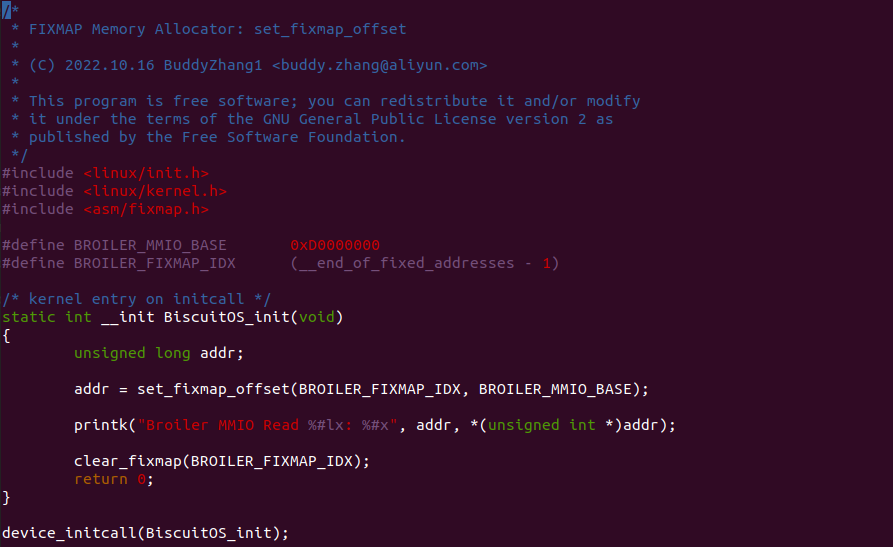 /*
 * FIXMAP Memory Allocator: set_fixmap_offset
 *
 * (C) 2022.10.16 BuddyZhang1 <buddy.zhang@aliyun.com>
 *
 * This program is free software; you can redistribute it and/or modify
 * it under the terms of the GNU General Public License version 2 as
 * published by the Free Software Foundation.
 */
#include <linux/init.h>
#include <linux/kernel.h>
#include <asm/fixmap.h>

#define BROILER_MMIO_BASE       0xD0000000
#define BROILER_FIXMAP_IDX      (__end_of_fixed_addresses - 1)

/* kernel entry on initcall */
static int __init BiscuitOS_init(void)
{
        unsigned long addr;

        addr = set_fixmap_offset(BROILER_FIXMAP_IDX, BROILER_MMIO_BASE);

        printk("Broiler MMIO Read %#lx: %#x", addr, *(unsigned int *)addr);

        clear_fixmap(BROILER_FIXMAP_IDX);
        return 0;
}

device_initcall(BiscuitOS_init);